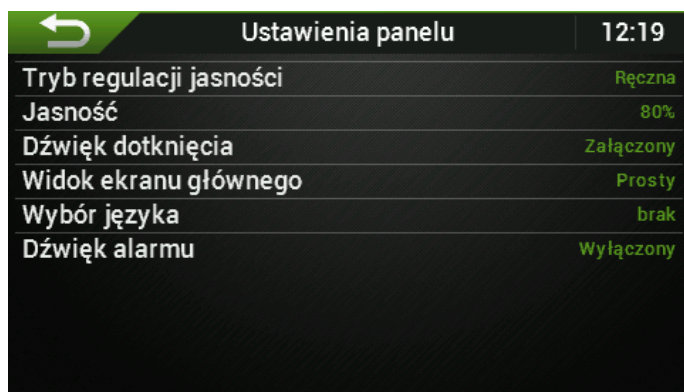 Ustawienia panelu 12:19
Tryb regulacji jasności Ręczna
Jasność 80%
Dźwięk dotknięcia Załączony
Widok ekranu głównego Prosty
Wybór języka brak
Dźwięk alarmu Wyłączony